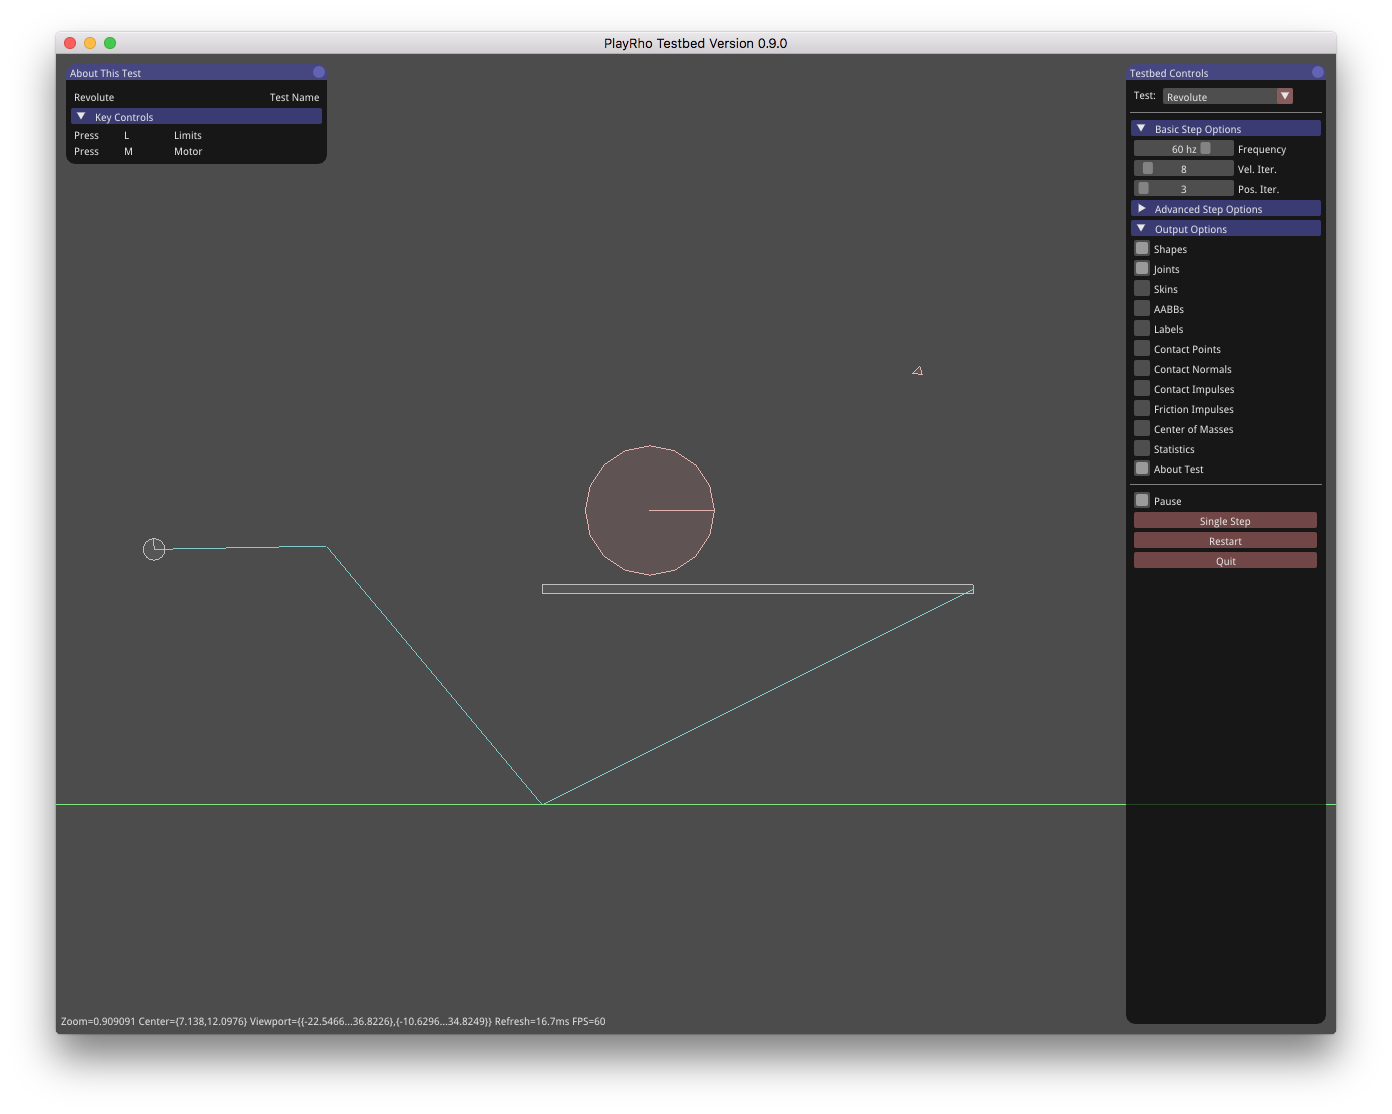 PlayRho Testbed Version 0.9.0
About This Test
Revolute Test Name
Key Controls
Press L Limits
Press M Motor
Testbed Controls
Test: Revolute
Basic Step Options
60 hz Frequency
8 Vel. Iter.
3 Pos. Iter.
Advanced Step Options
Output Options
Shapes
Joints
Skins
AABBs
Labels
Contact Points
Contact Normals
Contact Impulses
Friction Impulses
Center of Masses
Statistics
About Test
Pause
Single Step
Restart
Quit
Zoom=0.909091 Center={7.138,12.0976} Viewport={{-22.5466...36.8226},{-10.6296...34.8249}} Refresh=16.7ms FPS=60